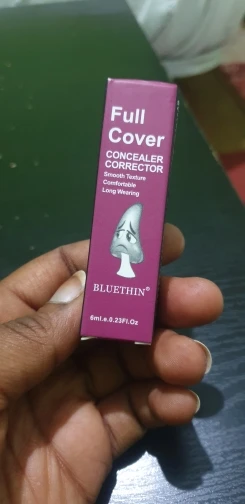 Full
Cover
CONCEALER
CORRECTOR
Smooth Texture
Comfortable
Long Wearing
BLUETHIN®
6ml.e.0.23Fl.Oz